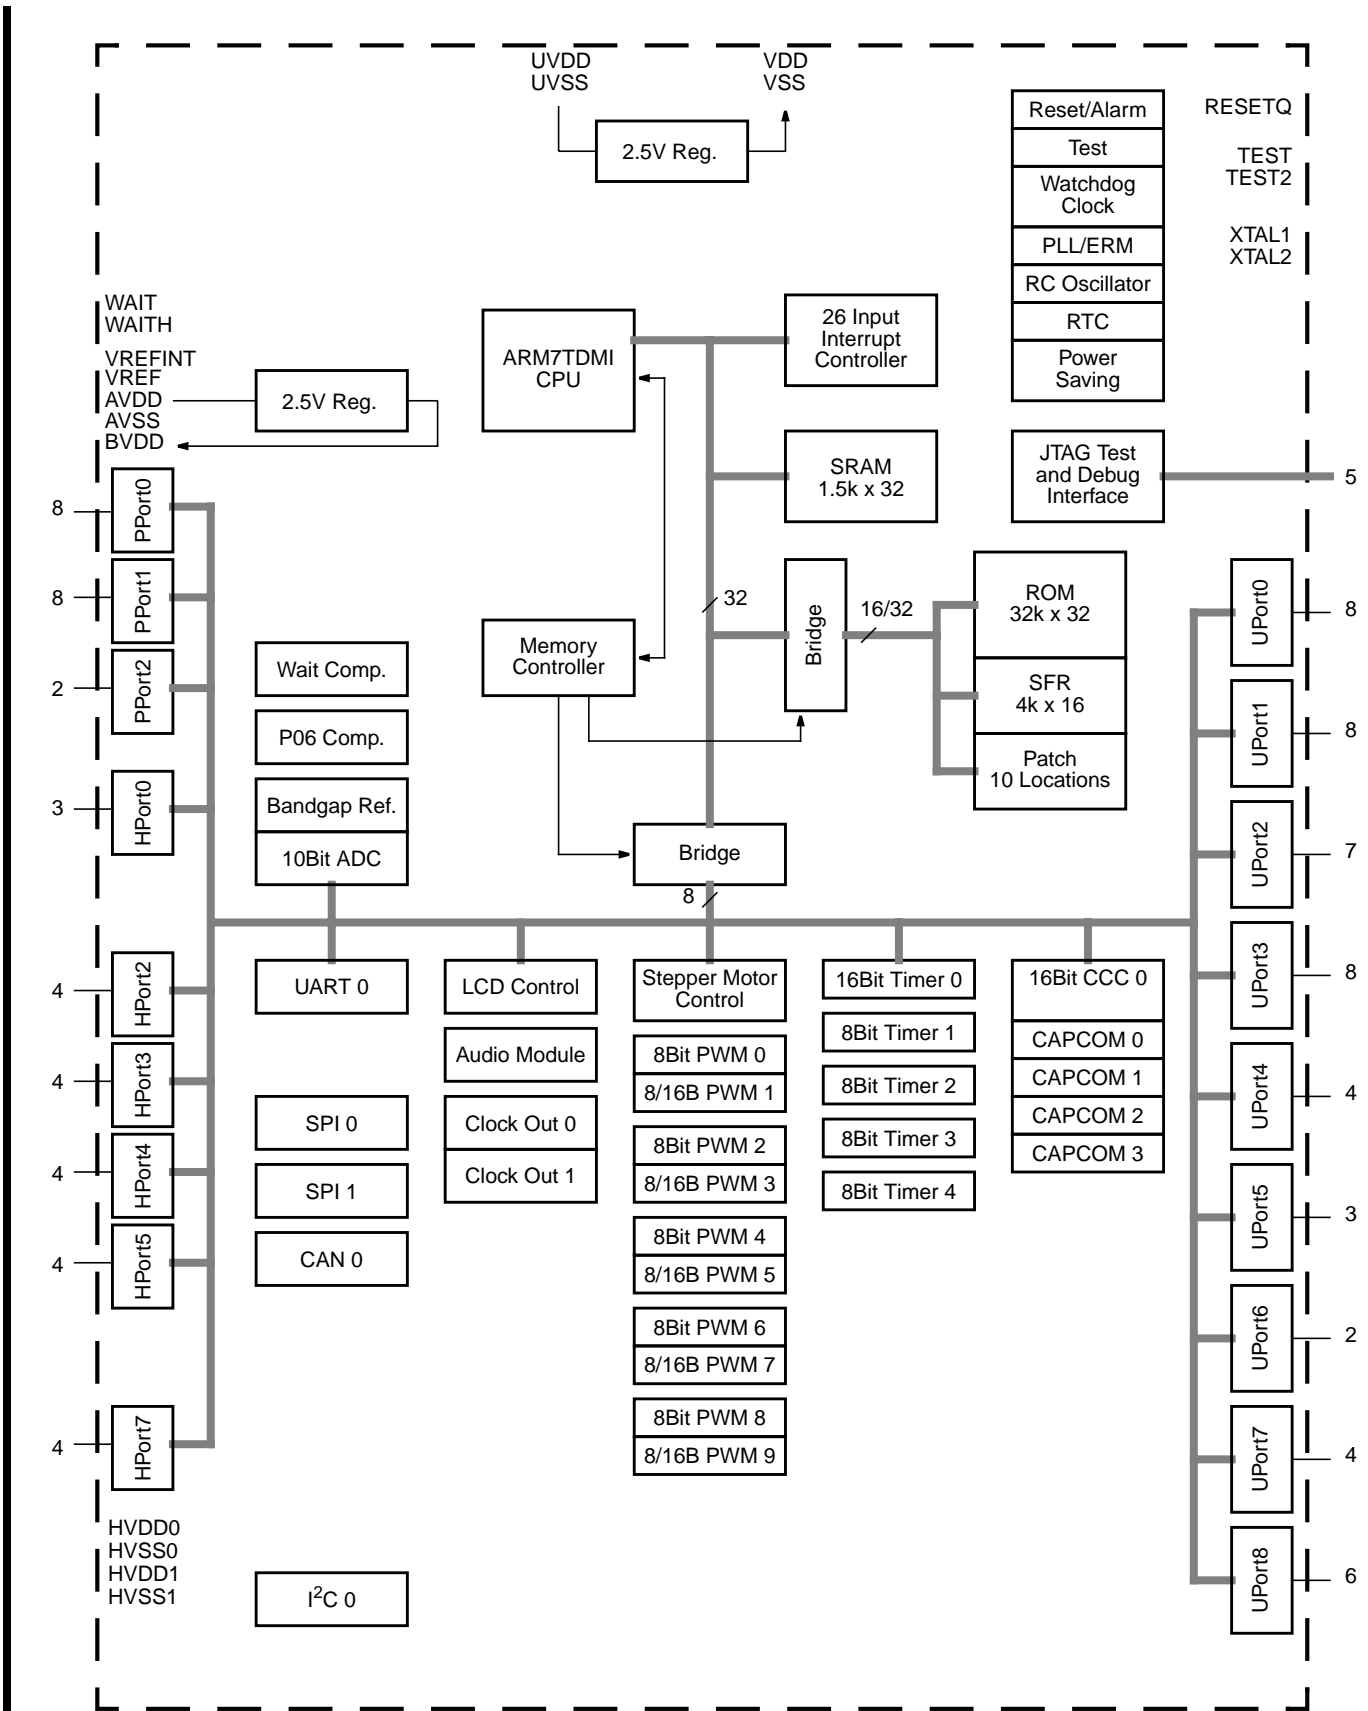 UVDD
UVSS
VDD
VSS
2.5V Reg.
Reset/Alarm
Test
Watchdog
Clock
PLL/ERM
RC Oscillator
RTC
Power
Saving
RESETQ
TEST
TEST2
XTAL1
XTAL2
WAIT
WAITH
VREFINT
VREF
AVDD
AVSS
BVDD
2.5V Reg.
ARM7TDMI
CPU
26 Input
Interrupt
Controller
SRAM
1.5k x 32
JTAG Test
and Debug
Interface
5
8
PPort0
8
PPort1
2
PPort2
3
HPort0
4
HPort2
4
HPort3
4
HPort4
4
HPort5
4
HPort7
HVDD0
HVSS0
HVDD1
HVSS1
Wait Comp.
P06 Comp.
Bandgap Ref.
10Bit ADC
Memory
Controller
32
Bridge
16/32
ROM
32k x 32
SFR
4k x 16
Patch
10 Locations
Bridge
8
UART 0
SPI 0
SPI 1
CAN 0
I²C 0
LCD Control
Audio Module
Clock Out 0
Clock Out 1
Stepper Motor
Control
8Bit PWM 0
8/16B PWM 1
8Bit PWM 2
8/16B PWM 3
8Bit PWM 4
8/16B PWM 5
8Bit PWM 6
8/16B PWM 7
8Bit PWM 8
8/16B PWM 9
16Bit Timer 0
8Bit Timer 1
8Bit Timer 2
8Bit Timer 3
8Bit Timer 4
16Bit CCC 0
CAPCOM 0
CAPCOM 1
CAPCOM 2
CAPCOM 3
UPort0
8
UPort1
8
UPort2
7
UPort3
8
UPort4
4
UPort5
3
UPort6
2
UPort7
4
UPort8
6